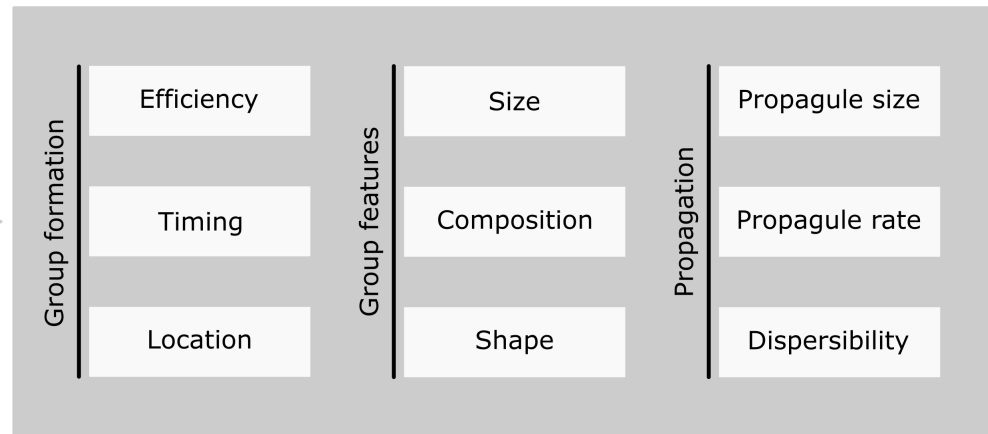 Group formation
Efficiency
Timing
Location
Group features
Size
Composition
Shape
Propagation
Propagule size
Propagule rate
Dispersibility